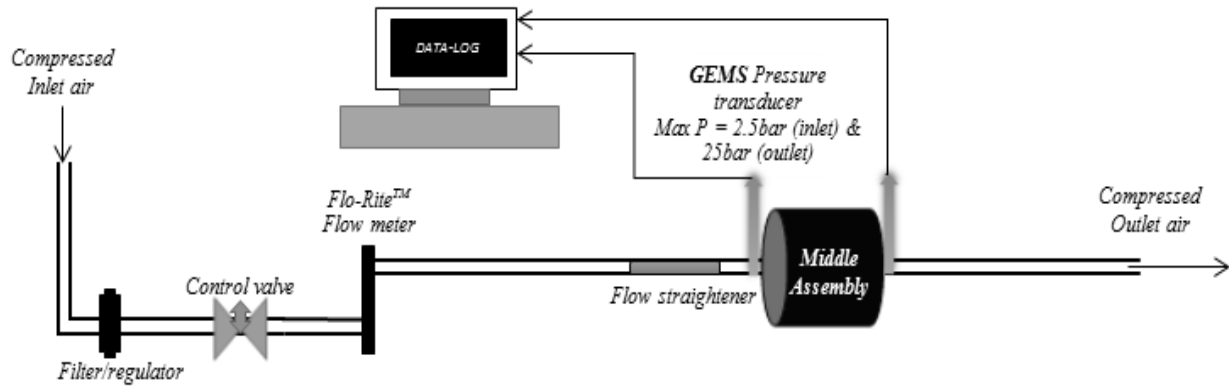 Compressed
Inlet air
DATA-LOG
GEMS Pressure
transducer
Max P = 2.5bar (inlet) &
25bar (outlet)
Flo-Rite™
Flow meter
Compressed
Outlet air
Control valve
Flow straightener
Middle
Assembly
Filter/regulator